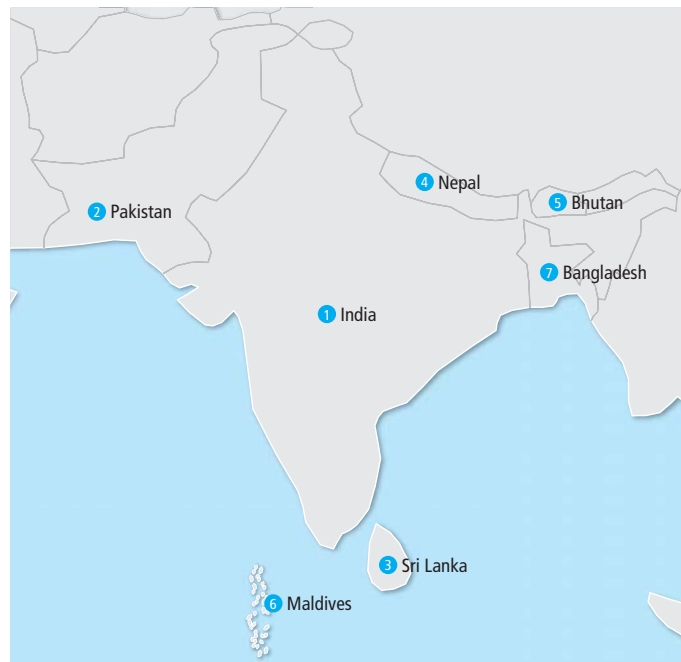 4 Nepal
5 Bhutan
2 Pakistan
7 Bangladesh
1 India
3 Sri Lanka
6 Maldives